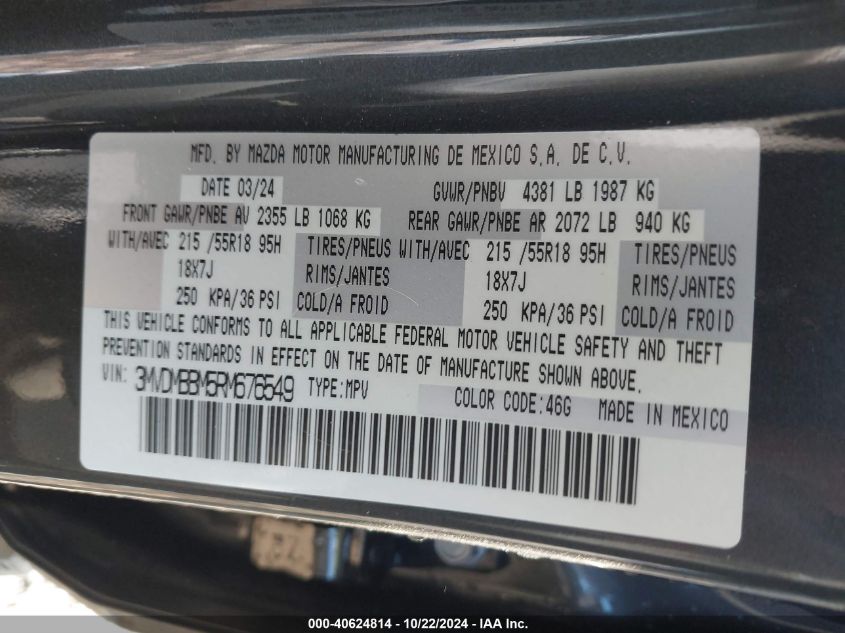 MFD. BY MAZDA MOTOR MANUFACTURING DE MEXICO S.A. DE C.V.
DATE 03/24 GVWR/PNBV 4381 LB 1987 KG
FRONT GAWR/PNBE AV 2355 LB 1068 KG REAR GAWR/PNBE AR 2072 LB 940 KG
WITH/AVEC 215 /55R18 95H TIRES/PNEUS WITH/AVEC 215 /55R18 95H TIRES/PNEUS
18X7J RIMS/JANTES 18X7J RIMS/JANTES
250 KPA/36 PSI COLD/A FROID 250 KPA/36 PSI COLD/A FROID
THIS VEHICLE CONFORMS TO ALL APPLICABLE FEDERAL MOTOR VEHICLE SAFETY AND THEFT
PREVENTION STANDARDS IN EFFECT ON THE DATE OF MANUFACTURE SHOWN ABOVE.
VIN: 3MVDMBBM5RM676549 TYPE:MPV COLOR CODE:46G MADE IN MEXICO
000-40624814 - 10/22/2024 - IAA Inc.